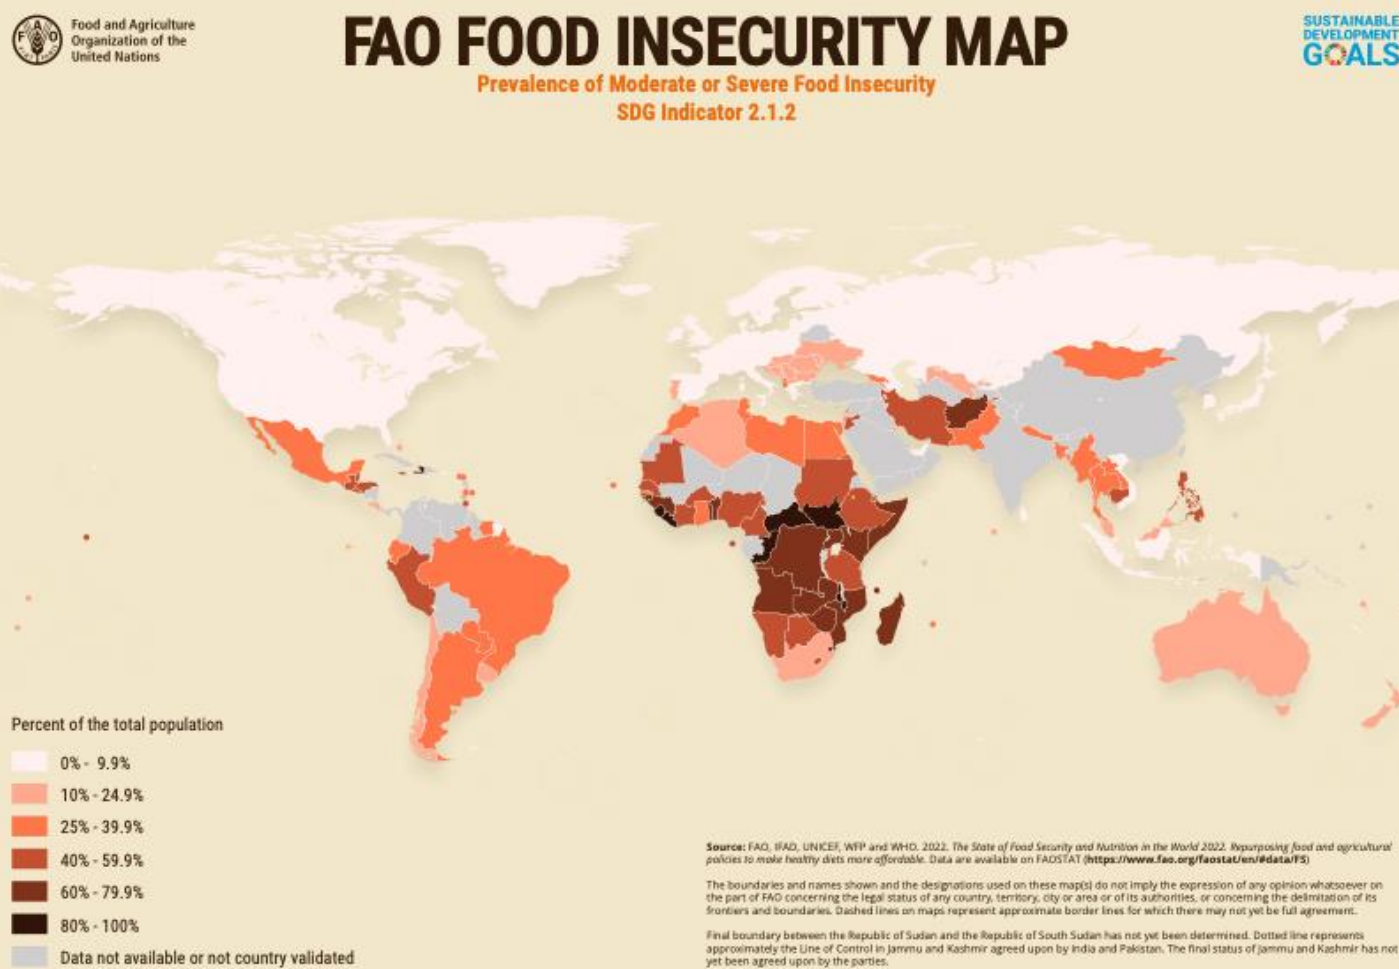 Food and Agriculture
Organization of the
United Nations
FAO FOOD INSECURITY MAP
Prevalence of Moderate or Severe Food Insecurity
SDG Indicator 2.1.2
SUSTAINABLE
DEVELOPMENT
GOALS
Percent of the total population
0% - 9.9%
10% - 24.9%
25% - 39.9%
40% - 59.9%
60% - 79.9%
80% - 100%
Data not available or not country validated
Source: FAO, IFAD, UNICEF, WFP and WHO. 2022. The State of Food Security and Nutrition in the World 2022. Repurposing food and agricultural
policies to make healthy diets more affordable. Data are available on FAOSTAT (https://www.fao.org/faostat/en/#data/FS)
The boundaries and names shown and the designations used on these map(s) do not imply the expression of any opinion whatsoever on
the part of FAO concerning the legal status of any country, territory, city or area or of its authorities, or concerning the delimitation of its
frontiers and boundaries. Dashed lines on maps represent approximate border lines for which there may not yet be full agreement.
Final boundary between the Republic of Sudan and the Republic of South Sudan has not yet been determined. Dotted line represents
approximately the Line of Control in Jammu and Kashmir agreed upon by India and Pakistan. The final status of Jammu and Kashmir has not
yet been agreed upon by the parties.